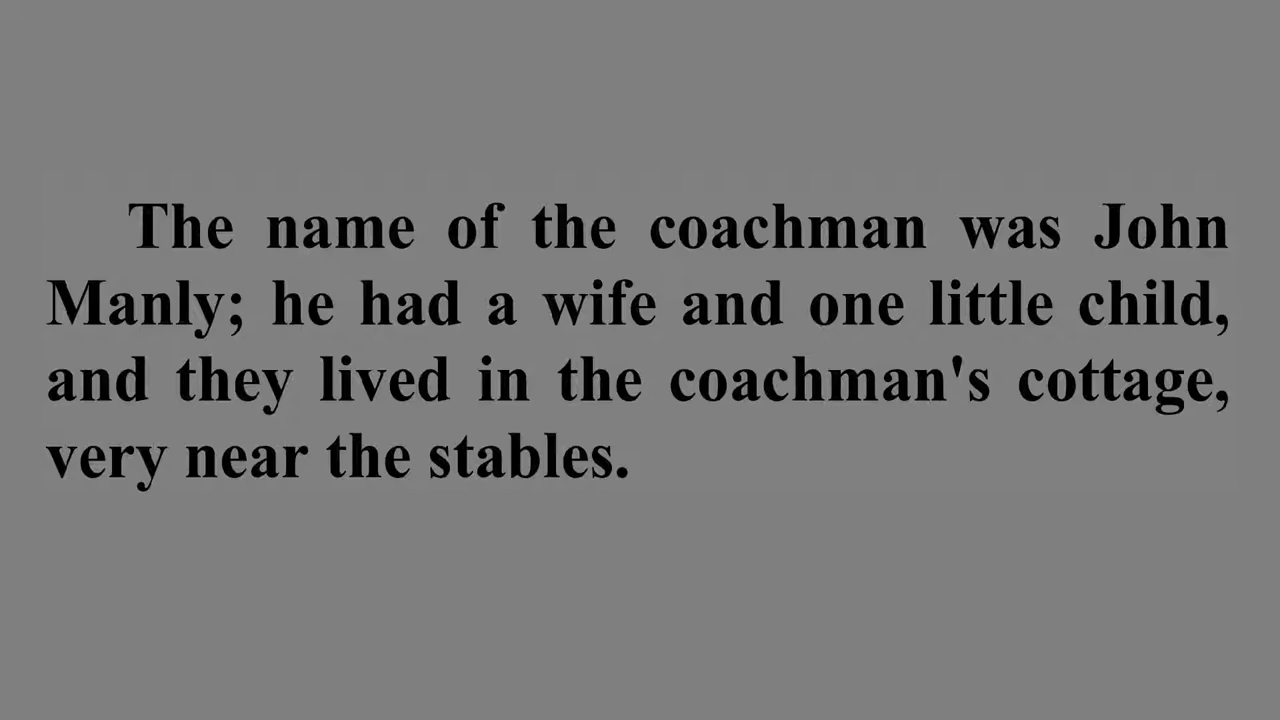 The name of the coachman was John
Manly; he had a wife and one little child,
and they lived in the coachman's cottage,
very near the stables.